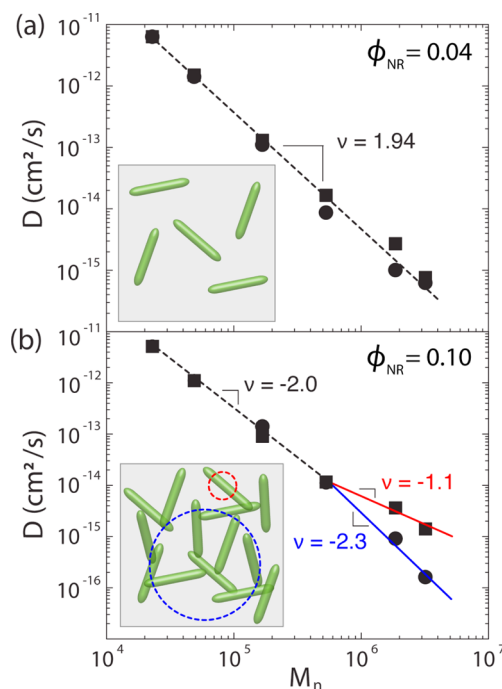 (a)
ϕNR = 0.04
10⁻¹¹
10⁻¹²
10⁻¹³
10⁻¹⁴
10⁻¹⁵
D (cm²/s)
ν = 1.94
(b)
ϕNR = 0.10
10⁻¹¹
10⁻¹²
10⁻¹³
10⁻¹⁴
10⁻¹⁵
10⁻¹⁶
D (cm²/s)
ν = -2.0
ν = -1.1
ν = -2.3
10⁴ 10⁵ 10⁶ 10⁷
Mn